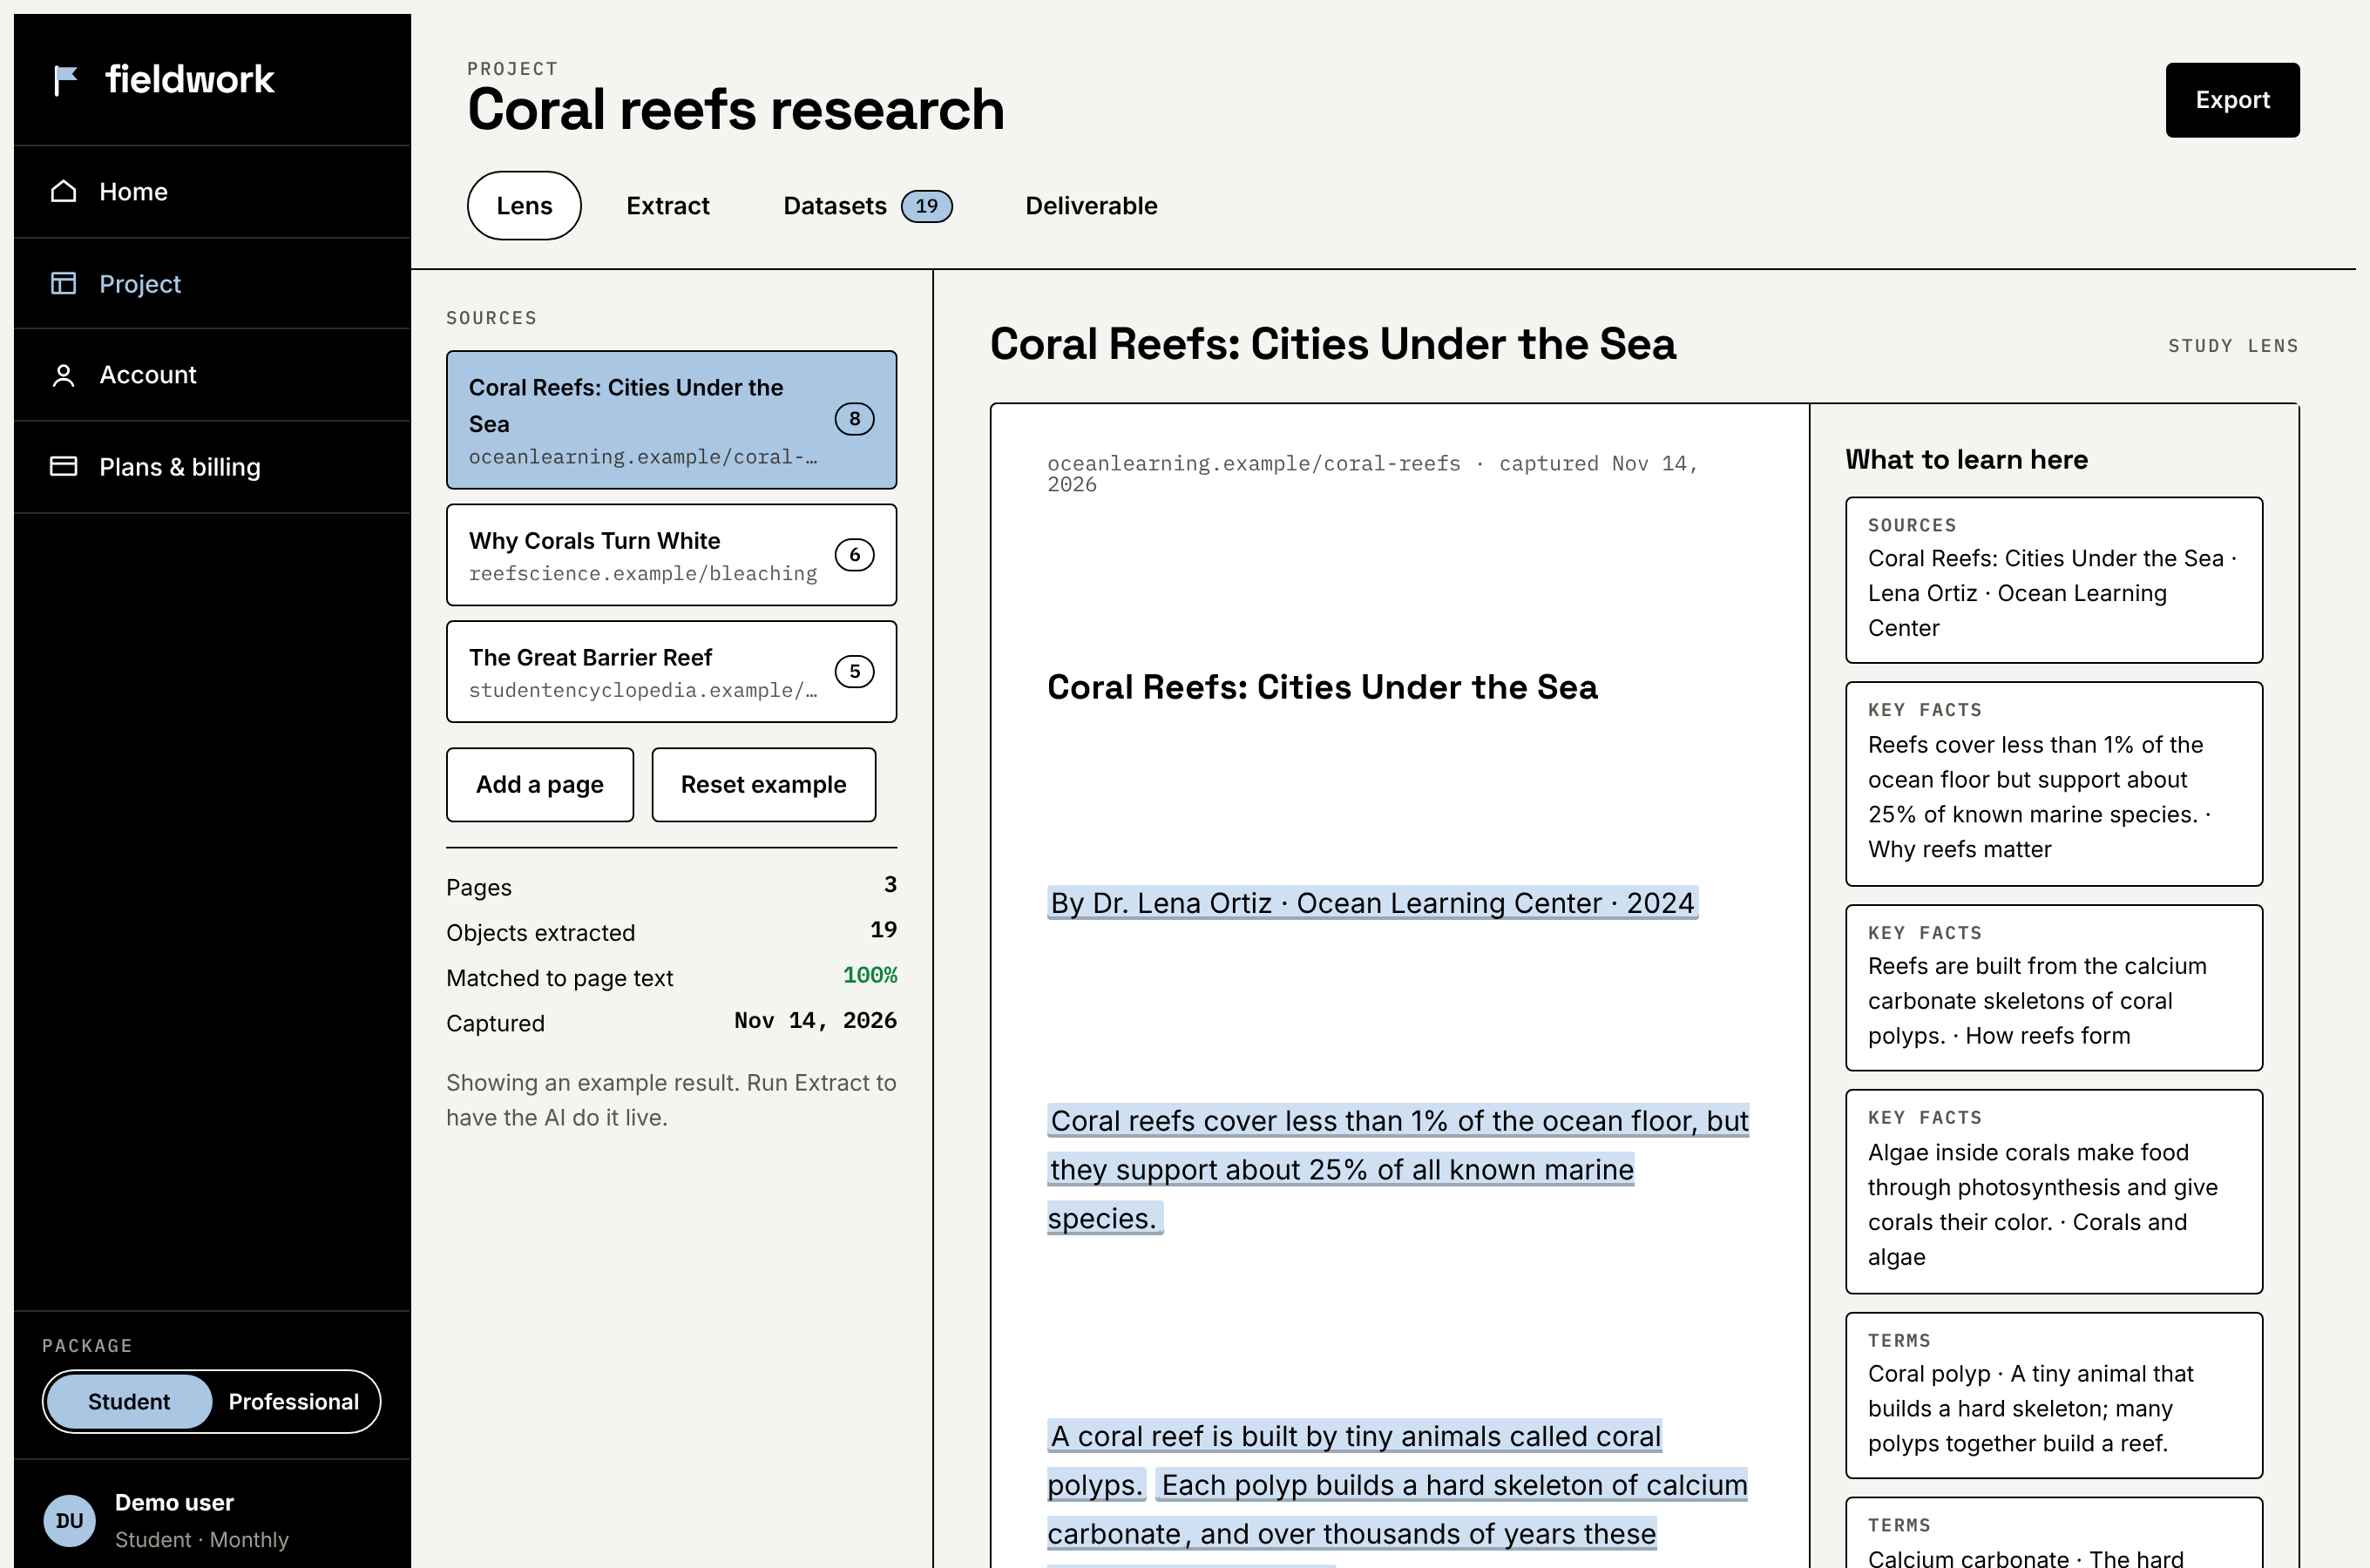 fieldwork
Home
Project
Account
Plans & billing
PACKAGE
Student
Professional
DU
Demo user
Student · Monthly
PROJECT
Coral reefs research
Export
Lens
Extract
Datasets 19
Deliverable
SOURCES
Coral Reefs: Cities Under the
Sea
oceanlearning.example/coral-…
8
Why Corals Turn White
reefscience.example/bleaching
6
The Great Barrier Reef
studentencyclopedia.example/…
5
Add a page
Reset example
Pages 3
Objects extracted 19
Matched to page text 100%
Captured Nov 14, 2026
Showing an example result. Run Extract to
have the AI do it live.
Coral Reefs: Cities Under the Sea
STUDY LENS
oceanlearning.example/coral-reefs · captured Nov 14,
2026
Coral Reefs: Cities Under the Sea
By Dr. Lena Ortiz · Ocean Learning Center · 2024
Coral reefs cover less than 1% of the ocean floor, but
they support about 25% of all known marine
species.
A coral reef is built by tiny animals called coral
polyps. Each polyp builds a hard skeleton of calcium
carbonate, and over thousands of years these
What to learn here
SOURCES
Coral Reefs: Cities Under the Sea ·
Lena Ortiz · Ocean Learning
Center
KEY FACTS
Reefs cover less than 1% of the
ocean floor but support about
25% of known marine species. ·
Why reefs matter
KEY FACTS
Reefs are built from the calcium
carbonate skeletons of coral
polyps. · How reefs form
KEY FACTS
Algae inside corals make food
through photosynthesis and give
corals their color. · Corals and
algae
TERMS
Coral polyp · A tiny animal that
builds a hard skeleton; many
polyps together build a reef.
TERMS
Calcium carbonate · The hard